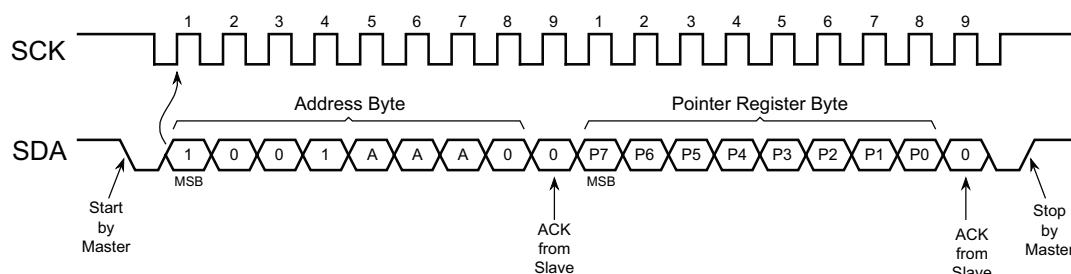 1 2 3 4 5 6 7 8 9 1 2 3 4 5 6 7 8 9
SCK
Address Byte Pointer Register Byte
SDA 1 0 0 1 A A A 0 0 P7 P6 P5 P4 P3 P2 P1 P0 0
MSB MSB
Start
by
Master
ACK
from
Slave
ACK
from
Slave
Stop
by
Master